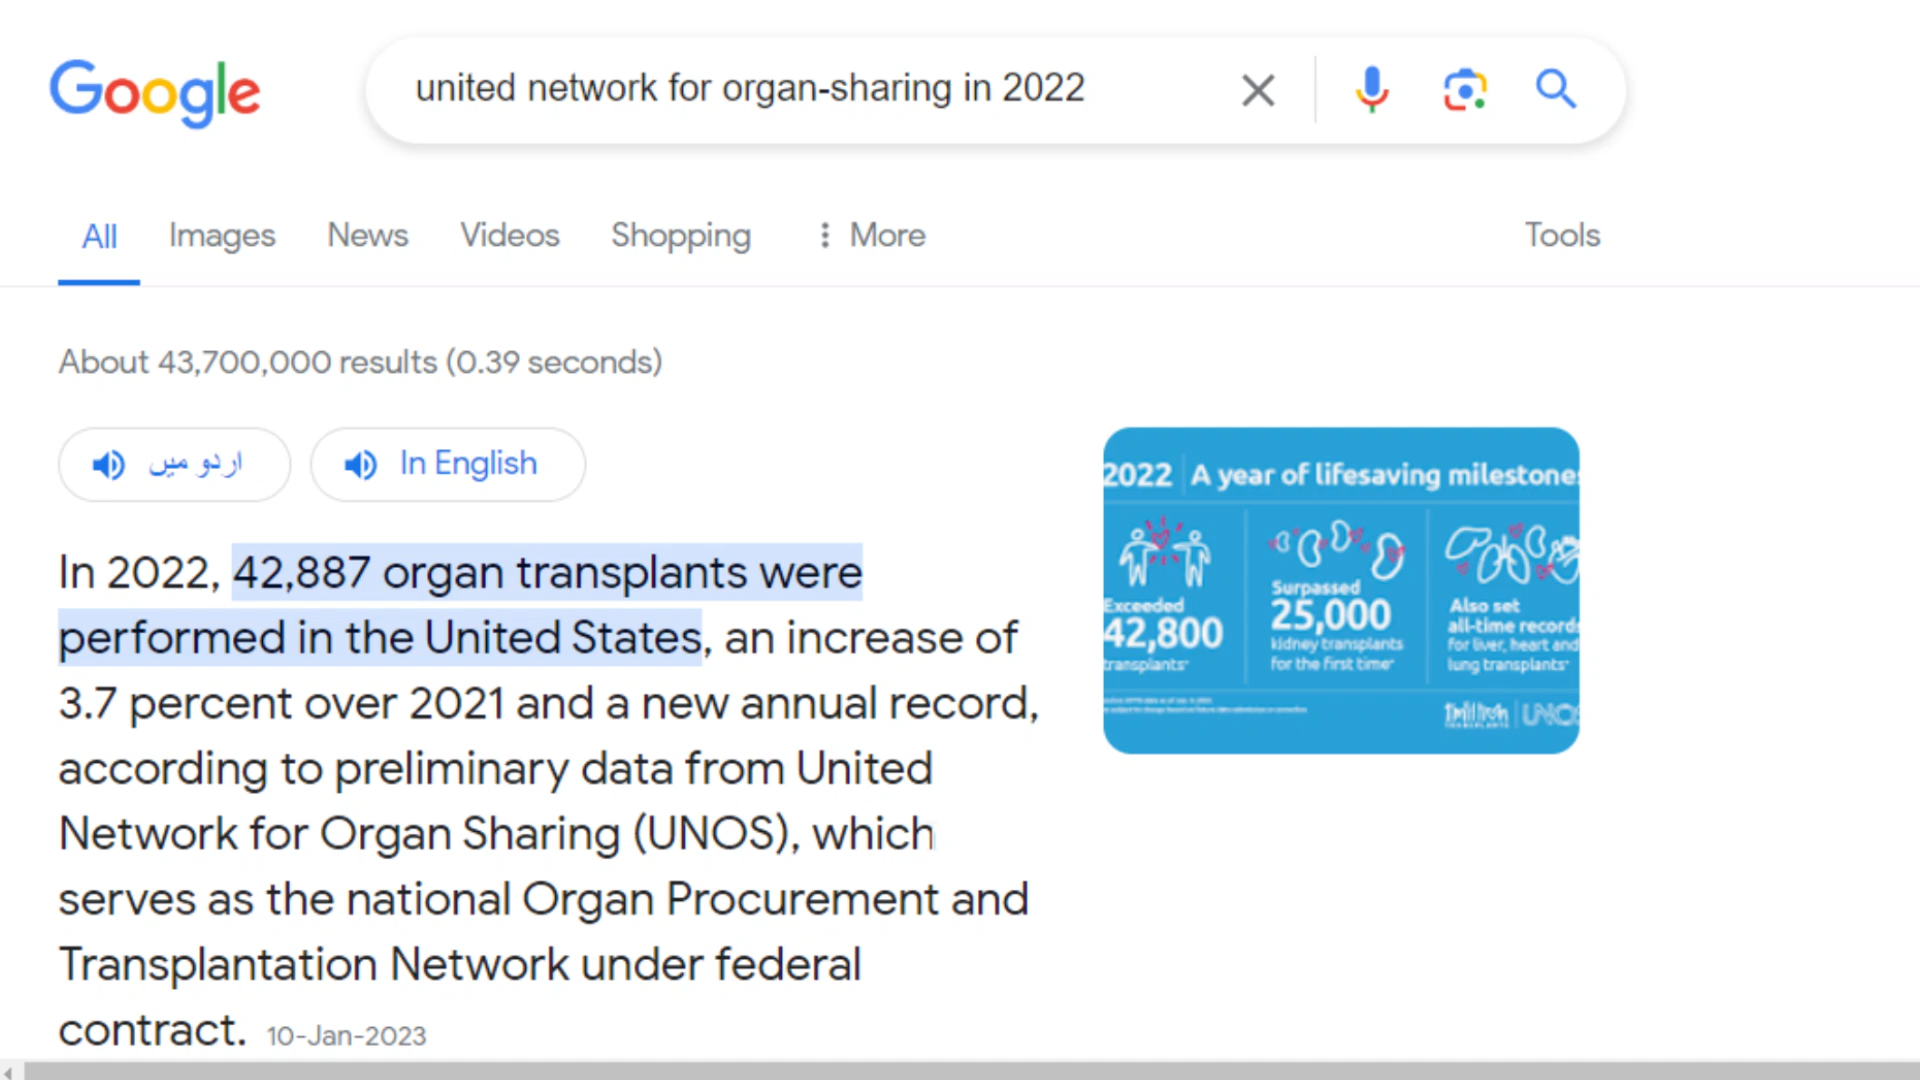 Google
united network for organ-sharing in 2022
All Images News Videos Shopping More Tools
About 43,700,000 results (0.39 seconds)
اردو میں In English
In 2022, 42,887 organ transplants were
performed in the United States, an increase of
3.7 percent over 2021 and a new annual record,
according to preliminary data from United
Network for Organ Sharing (UNOS), which
serves as the national Organ Procurement and
Transplantation Network under federal
contract. 10-Jan-2023
2022 A year of lifesaving milestones
Exceeded
42,800
transplants*
Surpassed
25,000
kidney transplants
for the first time*
Also set
all-time records
for liver, heart and
lung transplants*
1million
TRANSPLANTS
UNOS